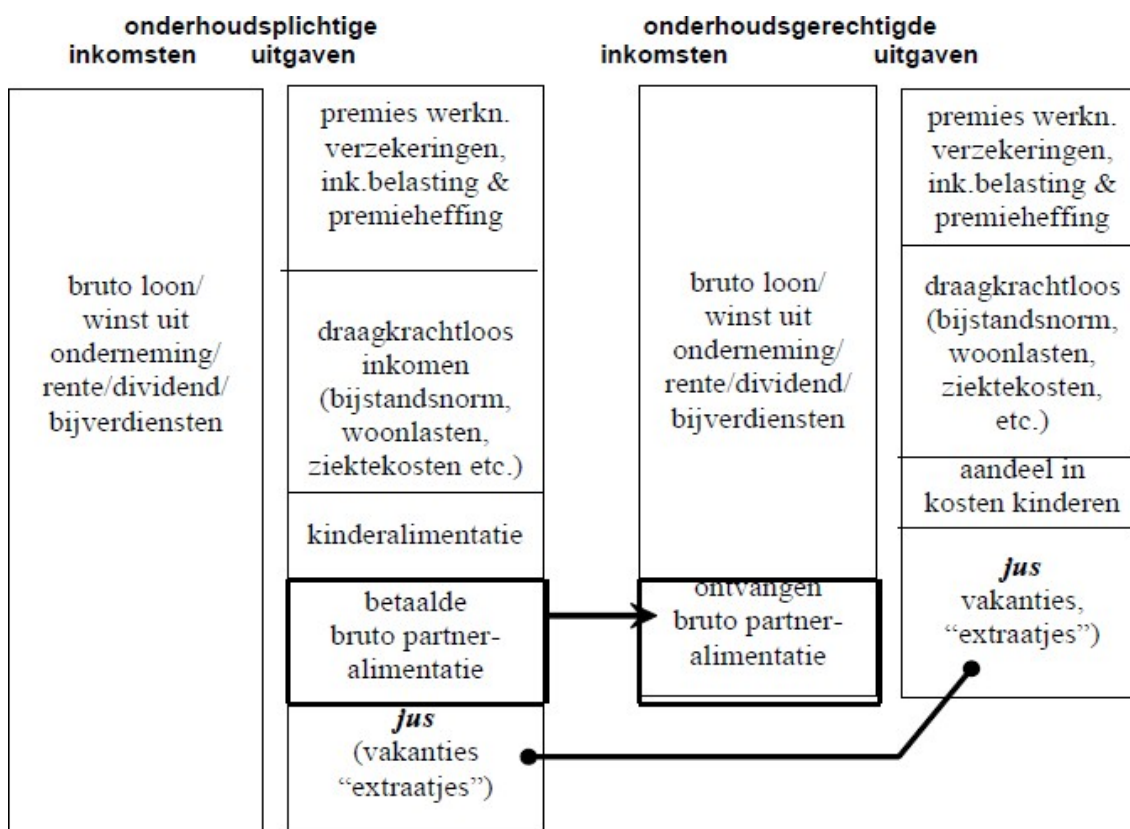 onderhoudsplichtige
inkomsten uitgaven
bruto loon/
winst uit
onderneming/
rente/dividend/
bijverdiensten
premies werkn.
verzekeringen,
ink.belasting &
premieheffing
draagkrachtloos
inkomen
(bijstandsnorm,
woonlasten,
ziektekosten etc.)
kinderalimentatie
betaalde
bruto partner-
alimentatie
jus
(vakanties
“extraatjes”)
onderhoudsgerechtigde
inkomsten uitgaven
bruto loon/
winst uit
onderneming/
rente/dividend/
bijverdiensten
ontvangen
bruto partner-
alimentatie
premies werkn.
verzekeringen,
ink.belasting &
premieheffing
draagkrachtloos
(bijstandsnorm,
woonlasten,
ziektekosten,
etc.)
aandeel in
kosten kinderen
jus
vakanties,
“extraatjes”)